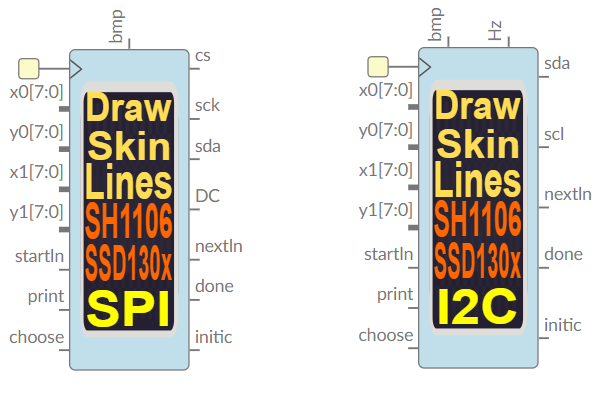 bmp
cs
x0[7:0]
sck
y0[7:0]
sda
x1[7:0]
DC
y1[7:0]
nextln
startln
done
print
initic
choose
Draw
Skin
Lines
SH1106
SSD130x
SPI
bmp
Hz
sda
x0[7:0]
y0[7:0]
scl
x1[7:0]
nextln
y1[7:0]
startln
done
print
initic
choose
Draw
Skin
Lines
SH1106
SSD130x
I2C